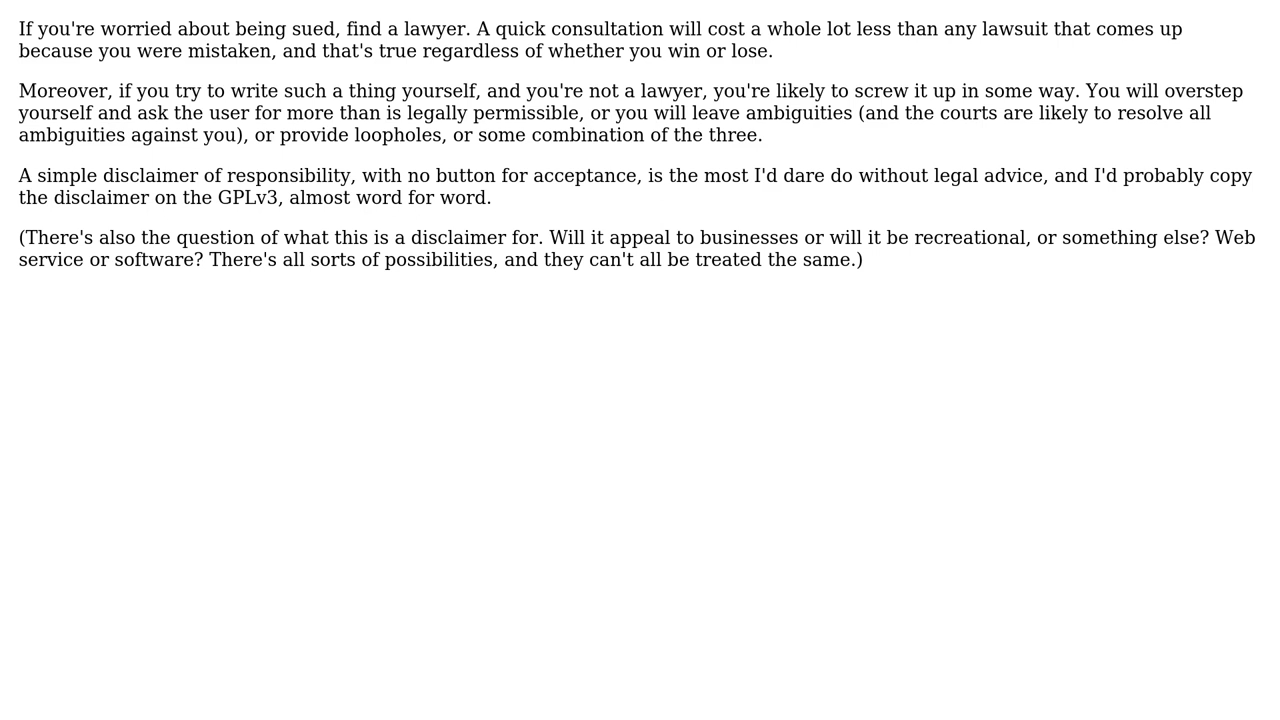 If you're worried about being sued, find a lawyer. A quick consultation will cost a whole lot less than any lawsuit that comes up
because you were mistaken, and that's true regardless of whether you win or lose.
Moreover, if you try to write such a thing yourself, and you're not a lawyer, you're likely to screw it up in some way. You will overstep
yourself and ask the user for more than is legally permissible, or you will leave ambiguities (and the courts are likely to resolve all
ambiguities against you), or provide loopholes, or some combination of the three.
A simple disclaimer of responsibility, with no button for acceptance, is the most I'd dare do without legal advice, and I'd probably copy
the disclaimer on the GPLv3, almost word for word.
(There's also the question of what this is a disclaimer for. Will it appeal to businesses or will it be recreational, or something else? Web
service or software? There's all sorts of possibilities, and they can't all be treated the same.)